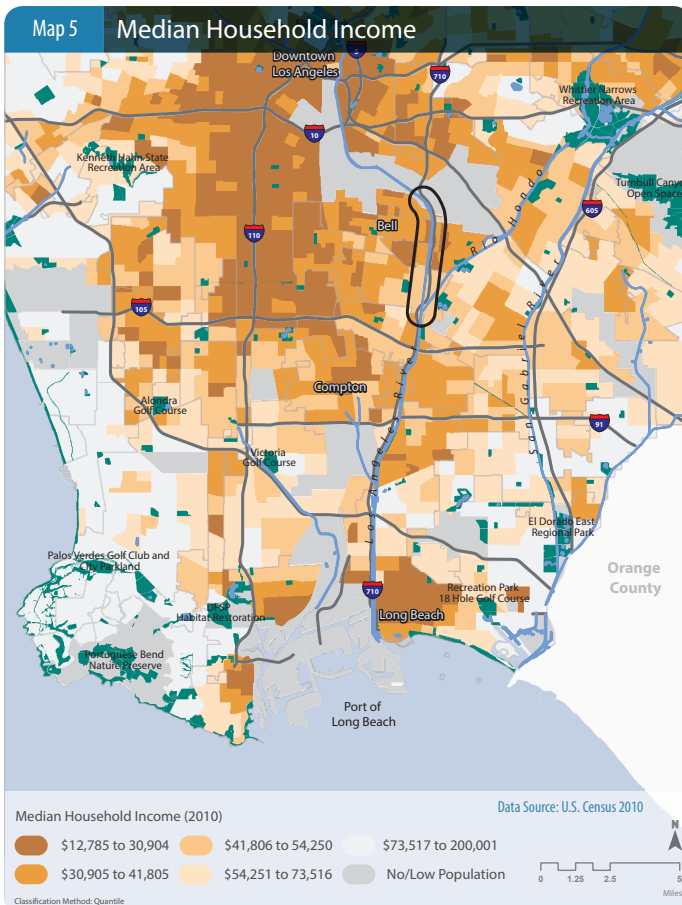 Map 5
Median Household Income
Downtown
Los Angeles
5
710
Whittier Narrows
Recreation Area
10
Kenneth Hahn State
Recreation Area
Turnbull Canyo
Open Space
605
Rio Hondo
Bell
110
105
San Gabriel River
Compton
Los Angeles River
Alondra
Golf Course
91
Victoria
Golf Course
El Dorado East
Regional Park
Palos Verdes Golf Club and
City Parkland
Orange
County
710
Recreation Park
18 Hole Golf Course
DFSP
Habitat Restoration
Long Beach
Portuguese Bend
Nature Preserve
Port of
Long Beach
Data Source: U.S. Census 2010
Median Household Income (2010)
$12,785 to 30,904
$41,806 to 54,250
$73,517 to 200,001
$30,905 to 41,805
$54,251 to 73,516
No/Low Population
N
0 1.25 2.5 5
Miles
Classification Method: Quantile